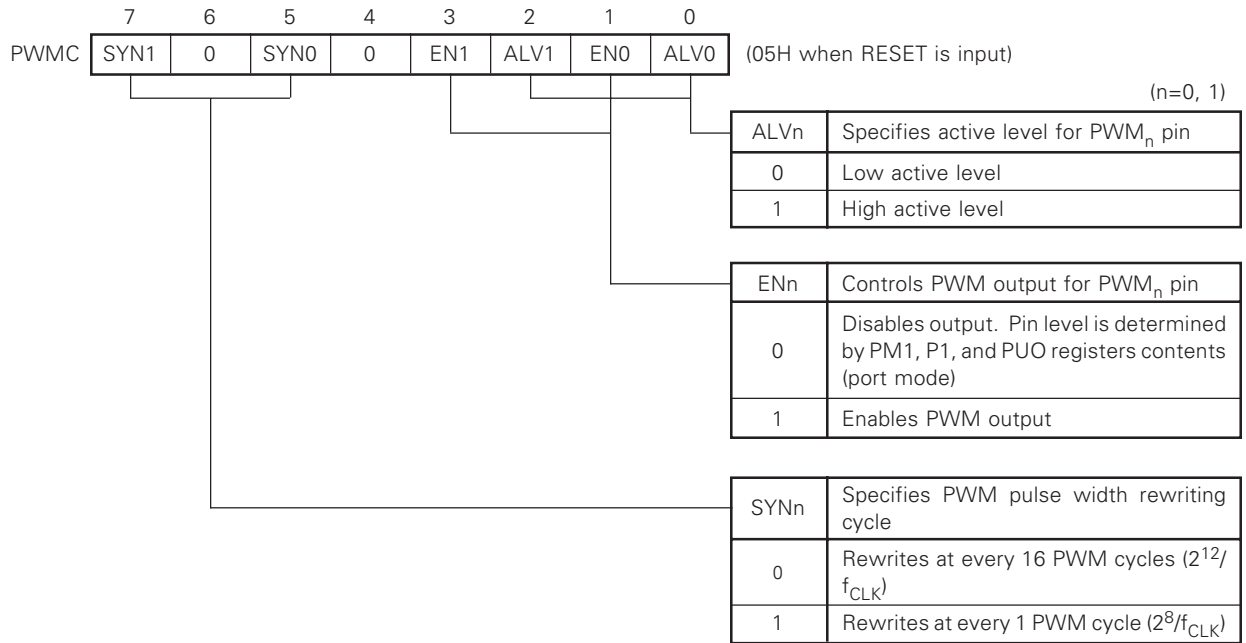 7 6 5 4 3 2 1 0
PWMC SYN1 0 SYN0 0 EN1 ALV1 EN0 ALV0 (05H when RESET is input)
(n=0, 1)
ALVn Specifies active level for PWMn pin
0 Low active level
1 High active level
ENn Controls PWM output for PWMn pin
0 Disables output. Pin level is determined
by PM1, P1, and PUO registers contents
(port mode)
1 Enables PWM output
SYNn Specifies PWM pulse width rewriting
cycle
0 Rewrites at every 16 PWM cycles (2^12/
fCLK)
1 Rewrites at every 1 PWM cycle (2^8/fCLK)